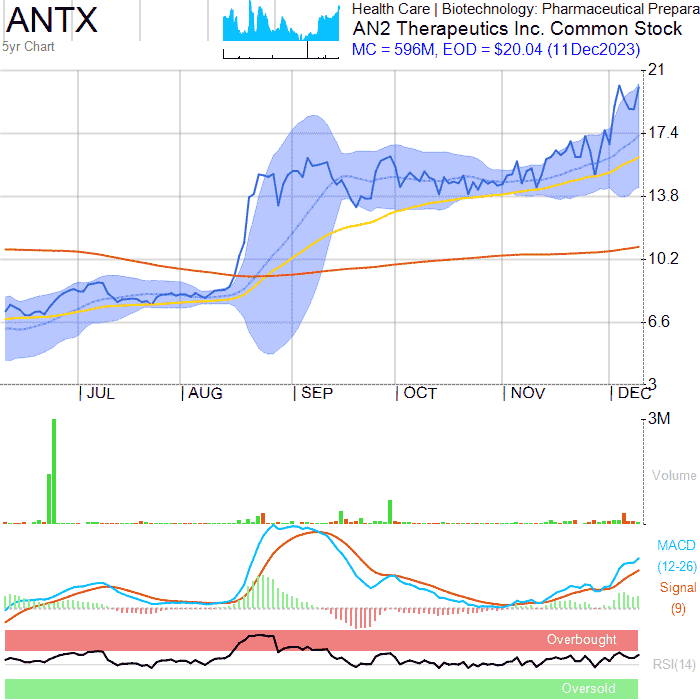 ANTX
5yr Chart
Health Care | Biotechnology: Pharmaceutical Prepara
AN2 Therapeutics Inc. Common Stock
MC = 596M, EOD = $20.04 (11Dec2023)
21
17.4
13.8
10.2
6.6
3
JUL AUG SEP OCT NOV DEC
3M
Volume
MACD
(12-26)
Signal
(9)
Overbought
RSI(14)
Oversold